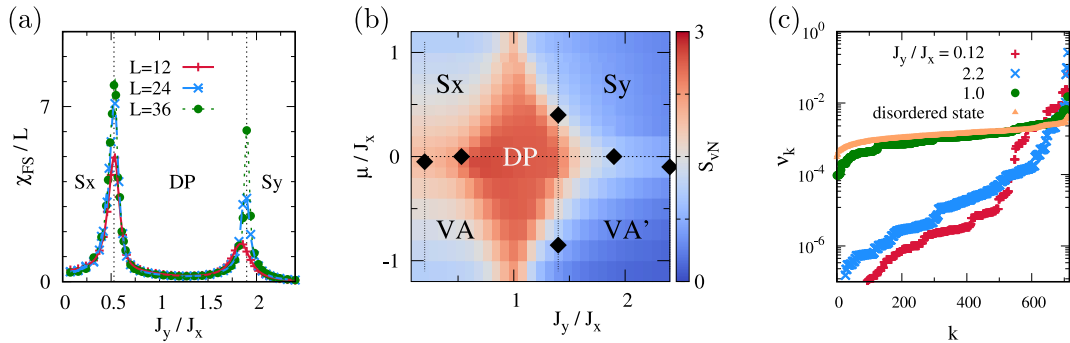 (a)
χFS / L
7
0
L=12
L=24
L=36
Sx
DP
Sy
0
0.5
1
1.5
2
Jy / Jx
(b)
μ / Jx
1
0
-1
Sx
Sy
DP
VA
VA'
1
2
Jy / Jx
3
SvN
0
(c)
νk
10^0
10^-2
10^-4
10^-6
Jy / Jx = 0.12
2.2
1.0
disordered state
0
200
400
600
k